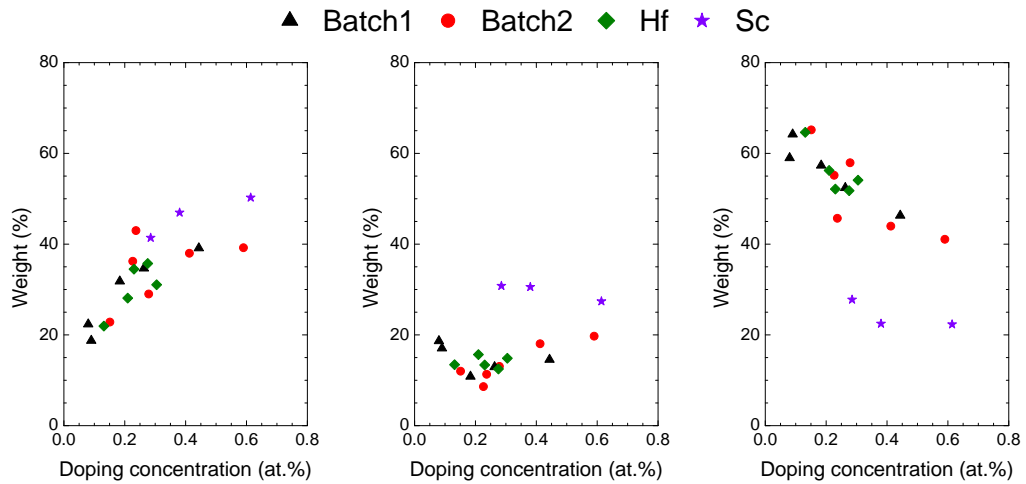 Batch1 Batch2 Hf Sc
80 80 80
60 60 60
40 40 40
20 20 20
0 0 0
0.0 0.2 0.4 0.6 0.8 0.0 0.2 0.4 0.6 0.8 0.0 0.2 0.4 0.6 0.8
Weight (%) Weight (%) Weight (%)
Doping concentration (at.%) Doping concentration (at.%) Doping concentration (at.%)